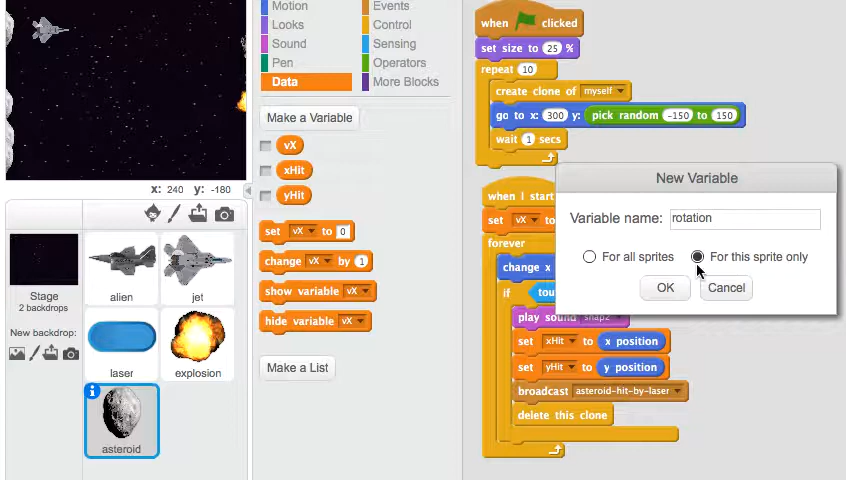 Motion
Looks
Sound
Pen
Data
Events
Control
Sensing
Operators
More Blocks
Make a Variable
vX
xHit
yHit
set vX to 0
change vX by 1
show variable vX
hide variable vX
Make a List
x: 240 y: -180
Stage
2 backdrops
New backdrop:
alien
jet
laser
explosion
asteroid
when clicked
set size to 25 %
repeat 10
create clone of myself
go to x: 300 y: pick random -150 to 150
wait 1 secs
when I start
set vX to
forever
change x
if tou
play sound snap2
set xHit to x position
set yHit to y position
broadcast asteroid-hit-by-laser
delete this clone
New Variable
Variable name: rotation
For all sprites For this sprite only
OK Cancel